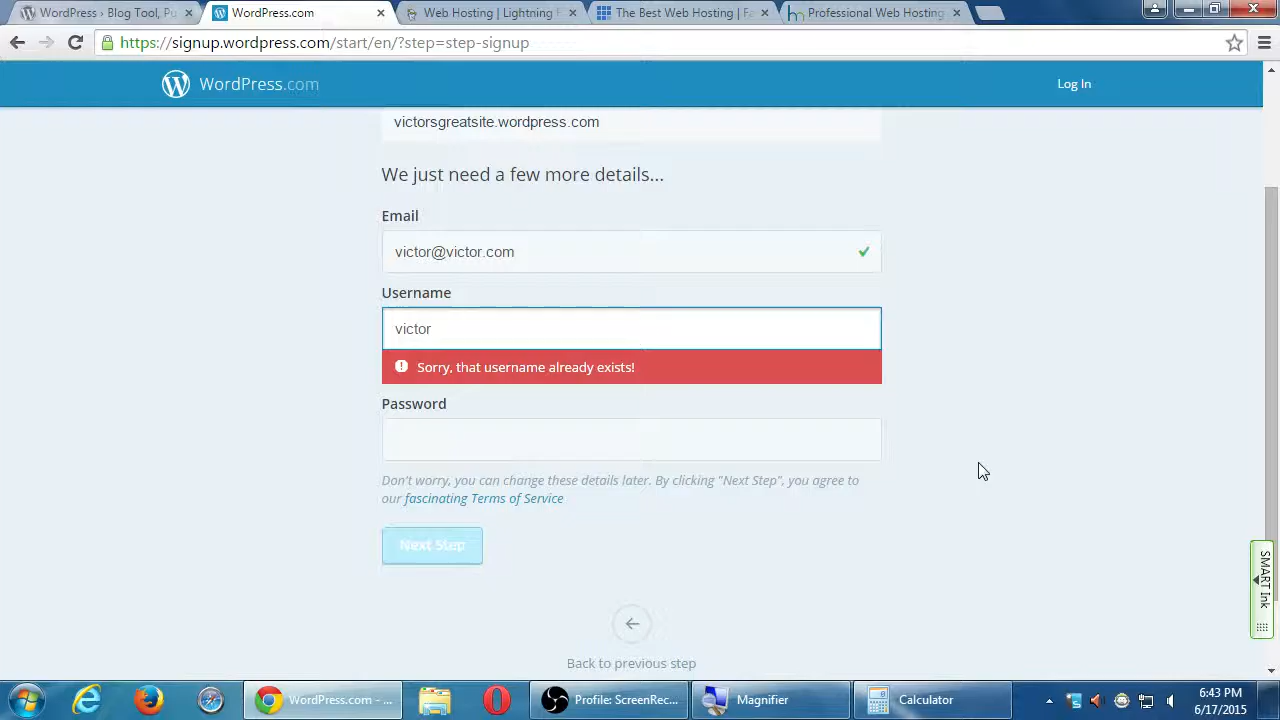 WordPress › Blog Tool, Pu
WordPress.com
Web Hosting | Lightning F
The Best Web Hosting | Fa
Professional Web Hosting
https://signup.wordpress.com/start/en/?step=step-signup
WordPress.com
Log In
victorsgreatsite.wordpress.com
We just need a few more details...
Email
victor@victor.com
Username
victor
Sorry, that username already exists!
Password
Don't worry, you can change these details later. By clicking "Next Step", you agree to
our fascinating Terms of Service
Next Step
Back to previous step
SMART Ink
WordPress.com - ...
Profile: ScreenRec...
Magnifier
Calculator
6:43 PM
6/17/2015